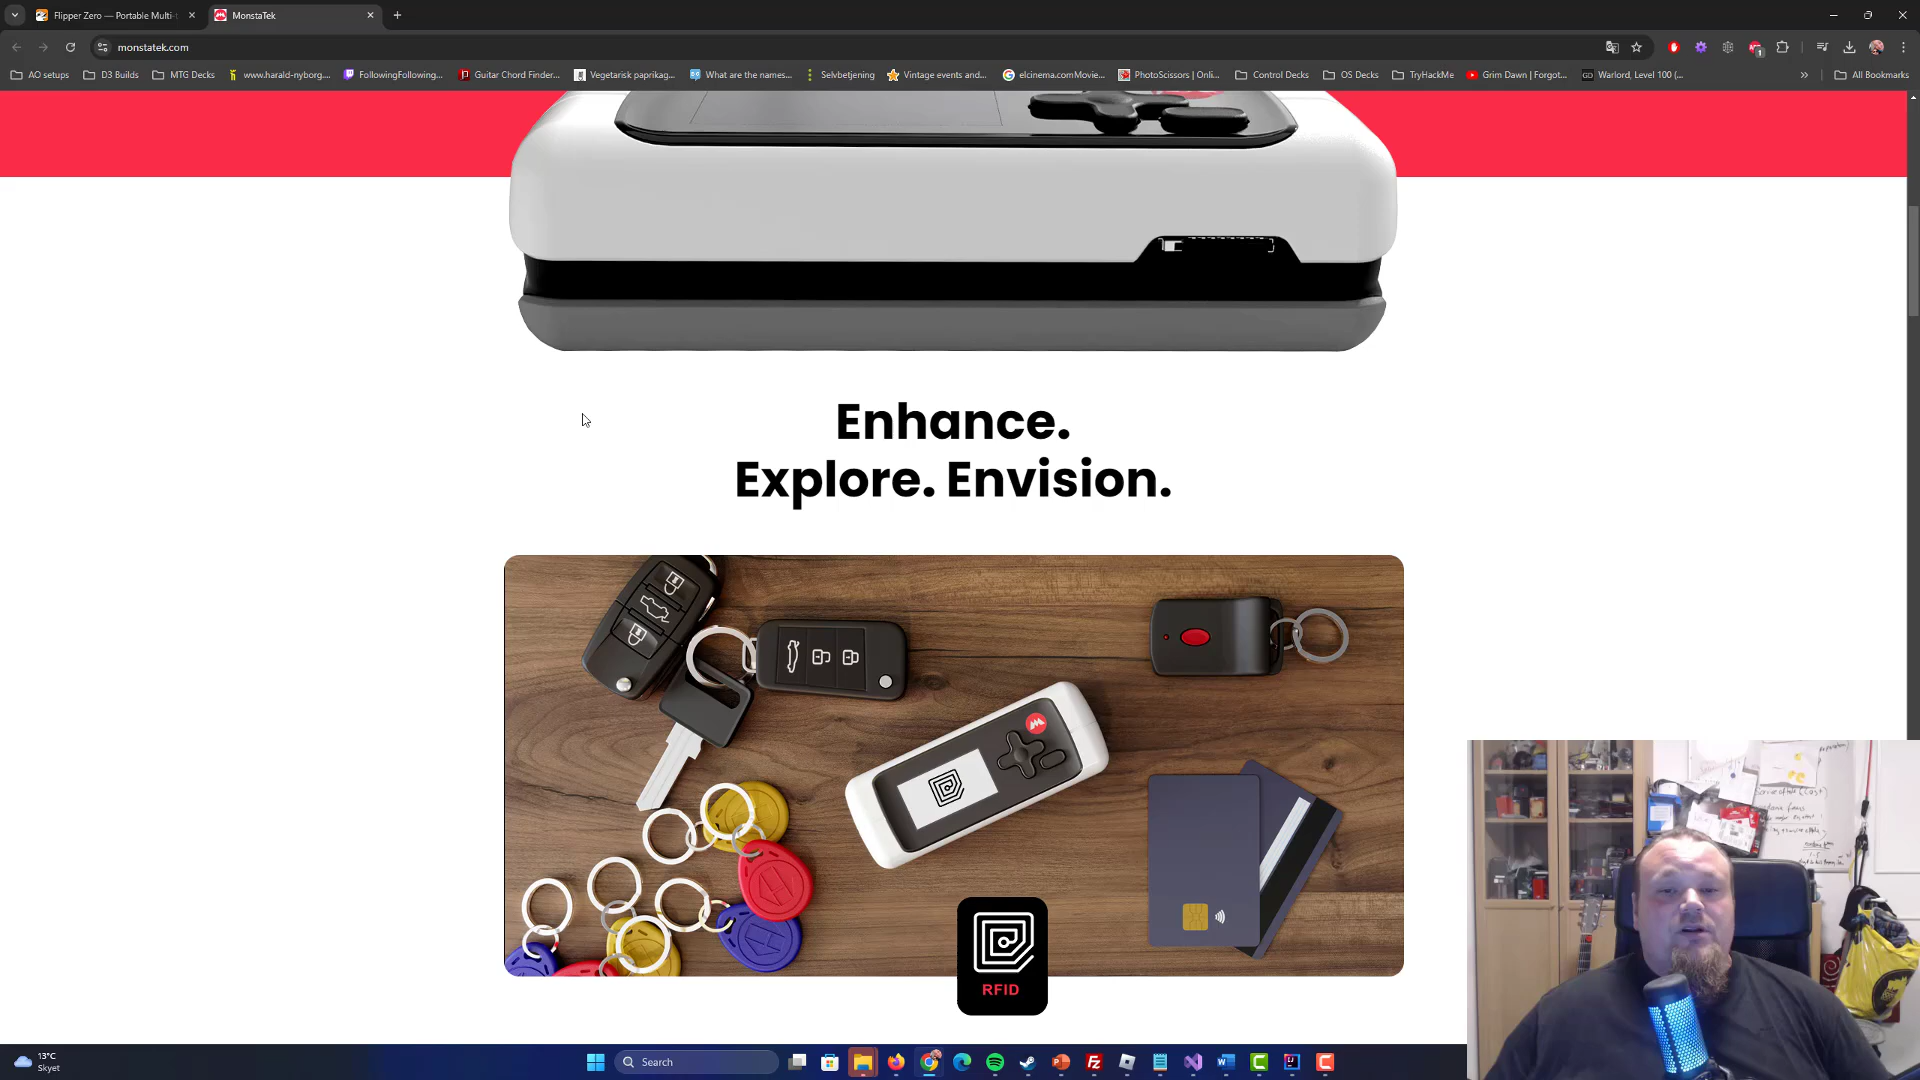 Flipper Zero — Portable Multi-
MonstaTek
monstatek.com
AO setups
D3 Builds
MTG Decks
www.harald-nyborg....
FollowingFollowing...
Guitar Chord Finder...
Vegetarisk paprikag...
What are the names...
Selvbetjening
Vintage events and...
elcinema.comMovie...
PhotoScissors | Onli...
Control Decks
OS Decks
TryHackMe
Grim Dawn | Forgot...
Warlord, Level 100 (...
All Bookmarks
Enhance.
Explore. Envision.
RFID
13°C
Skyet
Search